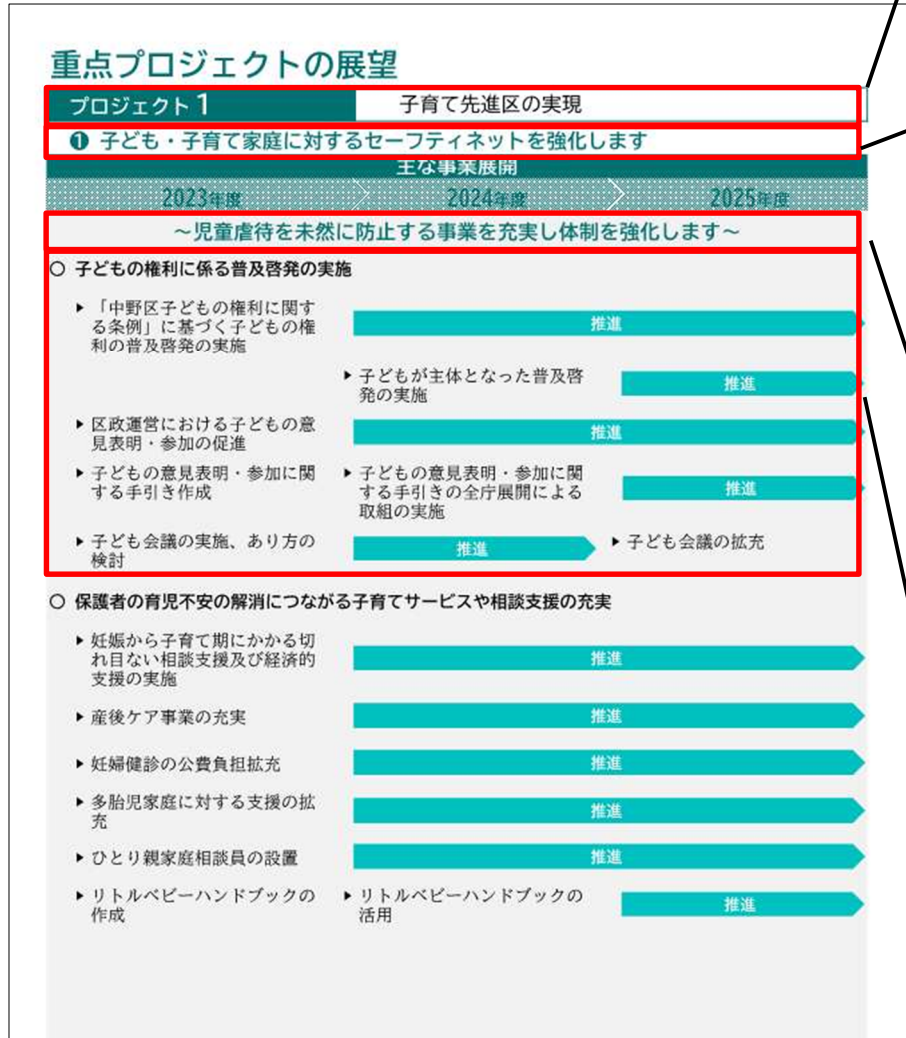 重点プロジェクトの展望
プロジェクト1 子育て先進区の実現
❶ 子ども・子育て家庭に対するセーフティネットを強化します
主な事業展開
2023年度 2024年度 2025年度
～児童虐待を未然に防止する事業を充実し体制を強化します～
○ 子どもの権利に係る普及啓発の実施
▶ 「中野区子どもの権利に関す
る条例」に基づく子どもの権
利の普及啓発の実施
推進
▶ 子どもが主体となった普及啓
発の実施
推進
▶ 区政運営における子どもの意
見表明・参加の促進
推進
▶ 子どもの意見表明・参加に関
する手引き作成
▶ 子どもの意見表明・参加に関
する手引きの全庁展開による
取組の実施
推進
▶ 子ども会議の実施、あり方の
検討
推進
▶ 子ども会議の拡充
○ 保護者の育児不安の解消につながる子育てサービスや相談支援の充実
▶ 妊娠から子育て期にかかる切
れ目ない相談支援及び経済的
支援の実施
推進
▶ 産後ケア事業の充実
推進
▶ 妊婦健診の公費負担拡充
推進
▶ 多胎児家庭に対する支援の拡
充
推進
▶ ひとり親家庭相談員の設置
推進
▶ リトルベビーハンドブックの
作成
▶ リトルベビーハンドブックの
活用
推進